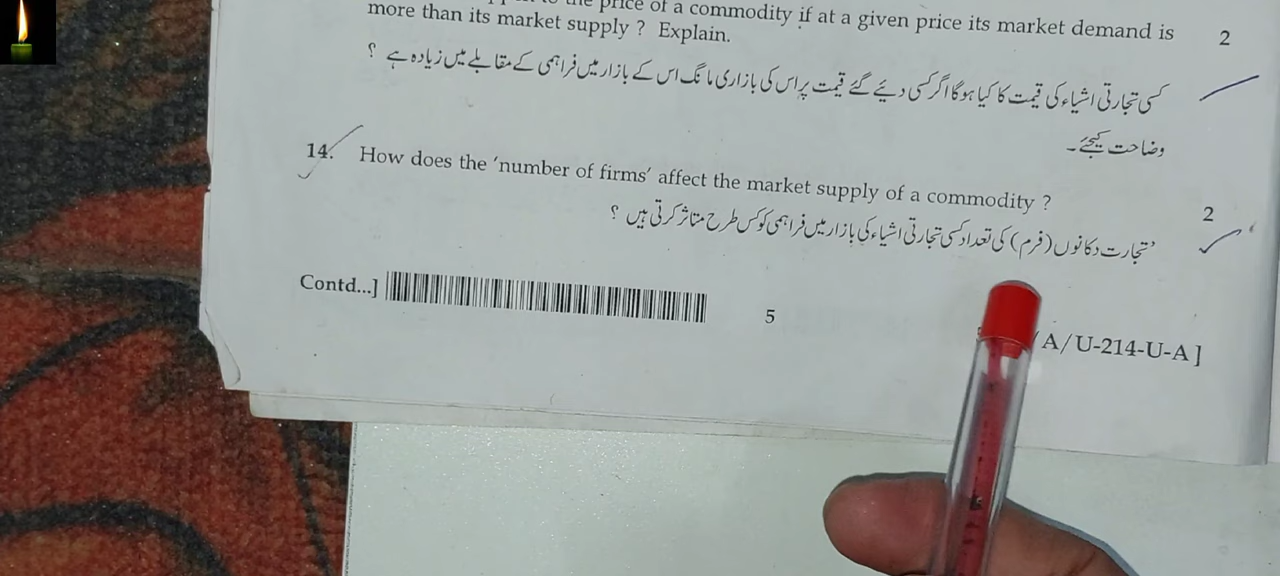 the price of a commodity if at a given price its market demand is
more than its market supply ? Explain.
2
کسی تجارتی اشیاء کی قیمت کا کیا ہوگا اگر کسی دئیے گئے قیمت پر اس کی بازاری مانگ اس کے بازار میں فراہمی کے مقابلے میں زیادہ ہے ؟
وضاحت کیجئے۔
14. How does the 'number of firms' affect the market supply of a commodity ?
2
'تجارت دکانوں (فرم) کی تعداد کسی تجارتی اشیاء کی بازار میں فراہمی کو کس طرح متاثر کرتی ہیں ؟
Contd...]
5
/A/U-214-U-A ]